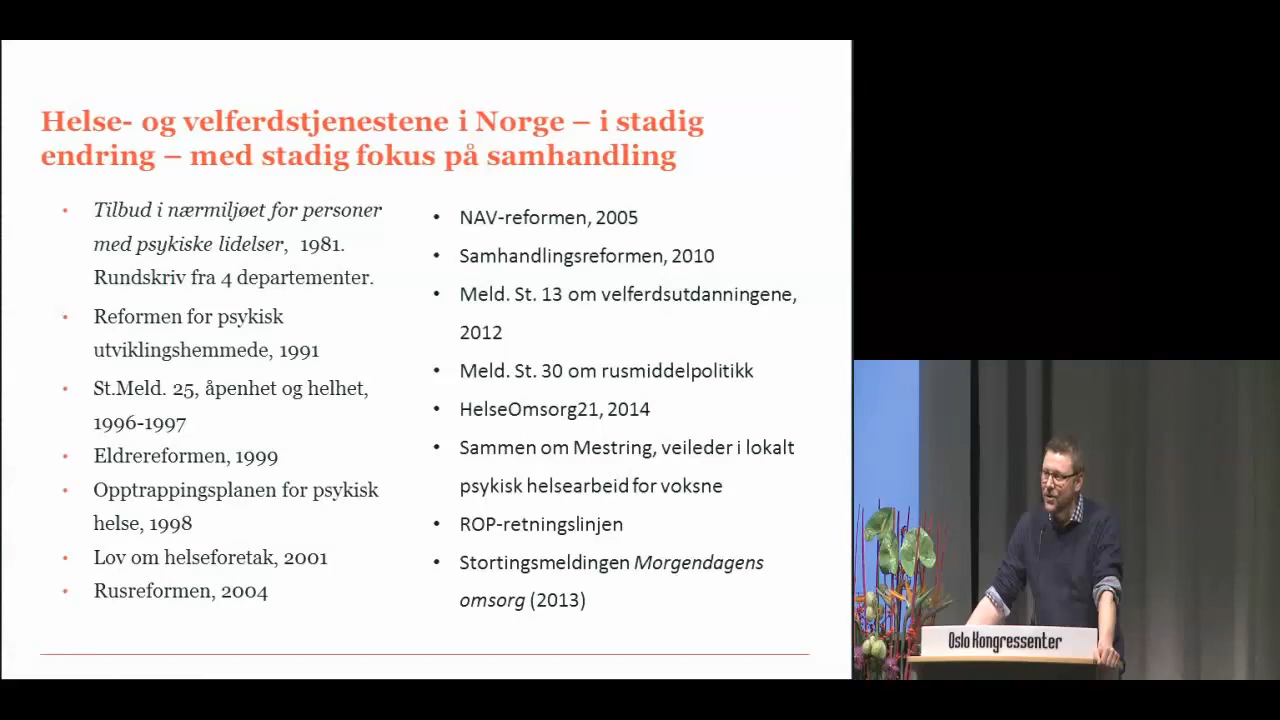 Helse- og velferdstjenestene i Norge – i stadig
endring – med stadig fokus på samhandling
• Tilbud i nærmiljøet for personer
med psykiske lidelser, 1981.
Rundskriv fra 4 departementer.
• Reformen for psykisk
utviklingshemmede, 1991
• St.Meld. 25, åpenhet og helhet,
1996-1997
• Eldrereformen, 1999
• Opptrappingsplanen for psykisk
helse, 1998
• Lov om helseforetak, 2001
• Rusreformen, 2004
• NAV-reformen, 2005
• Samhandlingsreformen, 2010
• Meld. St. 13 om velferdsutdanningene,
2012
• Meld. St. 30 om rusmiddelpolitikk
• HelseOmsorg21, 2014
• Sammen om Mestring, veileder i lokalt
psykisk helsearbeid for voksne
• ROP-retningslinjen
• Stortingsmeldingen Morgendagens
omsorg (2013)
Oslo Kongressenter